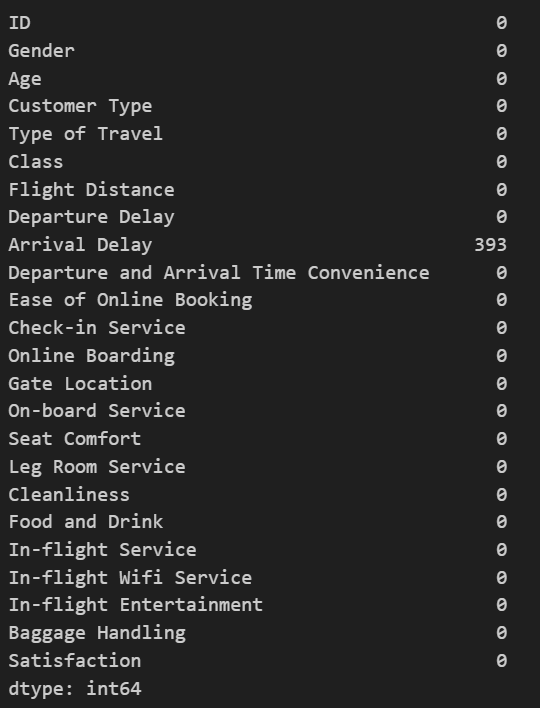 ID 0
Gender 0
Age 0
Customer Type 0
Type of Travel 0
Class 0
Flight Distance 0
Departure Delay 0
Arrival Delay 393
Departure and Arrival Time Convenience 0
Ease of Online Booking 0
Check-in Service 0
Online Boarding 0
Gate Location 0
On-board Service 0
Seat Comfort 0
Leg Room Service 0
Cleanliness 0
Food and Drink 0
In-flight Service 0
In-flight Wifi Service 0
In-flight Entertainment 0
Baggage Handling 0
Satisfaction 0
dtype: int64